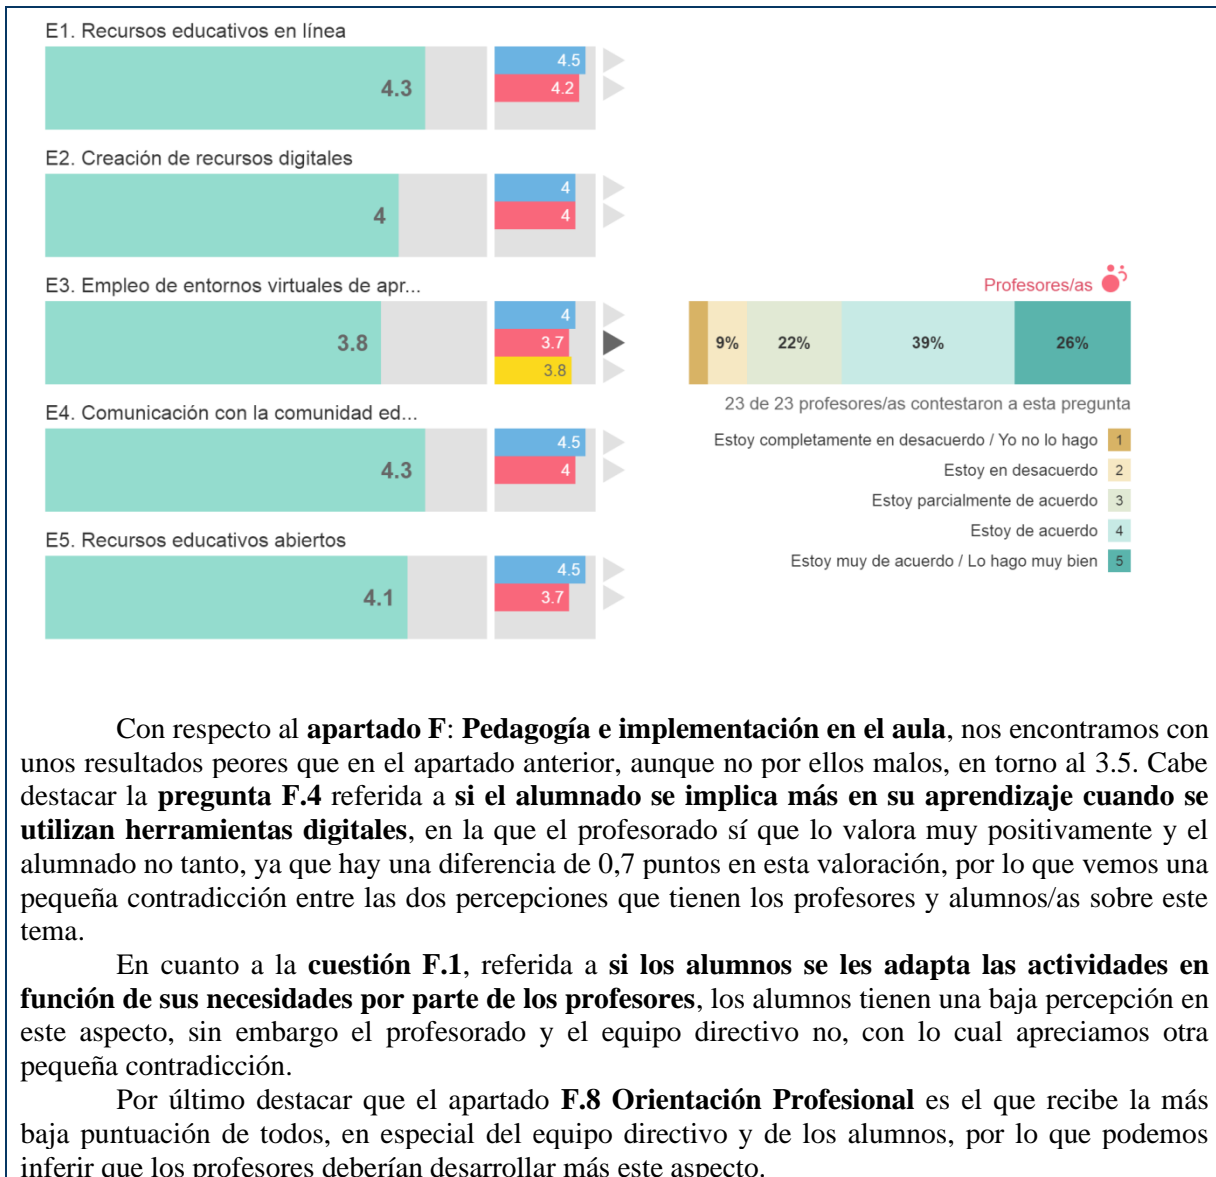 E1. Recursos educativos en línea
4.3
4.5
4.2
E2. Creación de recursos digitales
4
4
4
E3. Empleo de entornos virtuales de apr...
3.8
4
3.7
3.8
Profesores/as
9% 22% 39% 26%
23 de 23 profesores/as contestaron a esta pregunta
Estoy completamente en desacuerdo / Yo no lo hago 1
Estoy en desacuerdo 2
Estoy parcialmente de acuerdo 3
Estoy de acuerdo 4
Estoy muy de acuerdo / Lo hago muy bien 5
E4. Comunicación con la comunidad ed...
4.3
4.5
4
E5. Recursos educativos abiertos
4.1
4.5
3.7
Con respecto al apartado F: Pedagogía e implementación en el aula, nos encontramos con
unos resultados peores que en el apartado anterior, aunque no por ellos malos, en torno al 3.5. Cabe
destacar la pregunta F.4 referida a si el alumnado se implica más en su aprendizaje cuando se
utilizan herramientas digitales, en la que el profesorado sí que lo valora muy positivamente y el
alumnado no tanto, ya que hay una diferencia de 0,7 puntos en esta valoración, por lo que vemos una
pequeña contradicción entre las dos percepciones que tienen los profesores y alumnos/as sobre este
tema.
En cuanto a la cuestión F.1, referida a si los alumnos se les adapta las actividades en
función de sus necesidades por parte de los profesores, los alumnos tienen una baja percepción en
este aspecto, sin embargo el profesorado y el equipo directivo no, con lo cual apreciamos otra
pequeña contradicción.
Por último destacar que el apartado F.8 Orientación Profesional es el que recibe la más
baja puntuación de todos, en especial del equipo directivo y de los alumnos, por lo que podemos
inferir que los profesores deberían desarrollar más este aspecto.